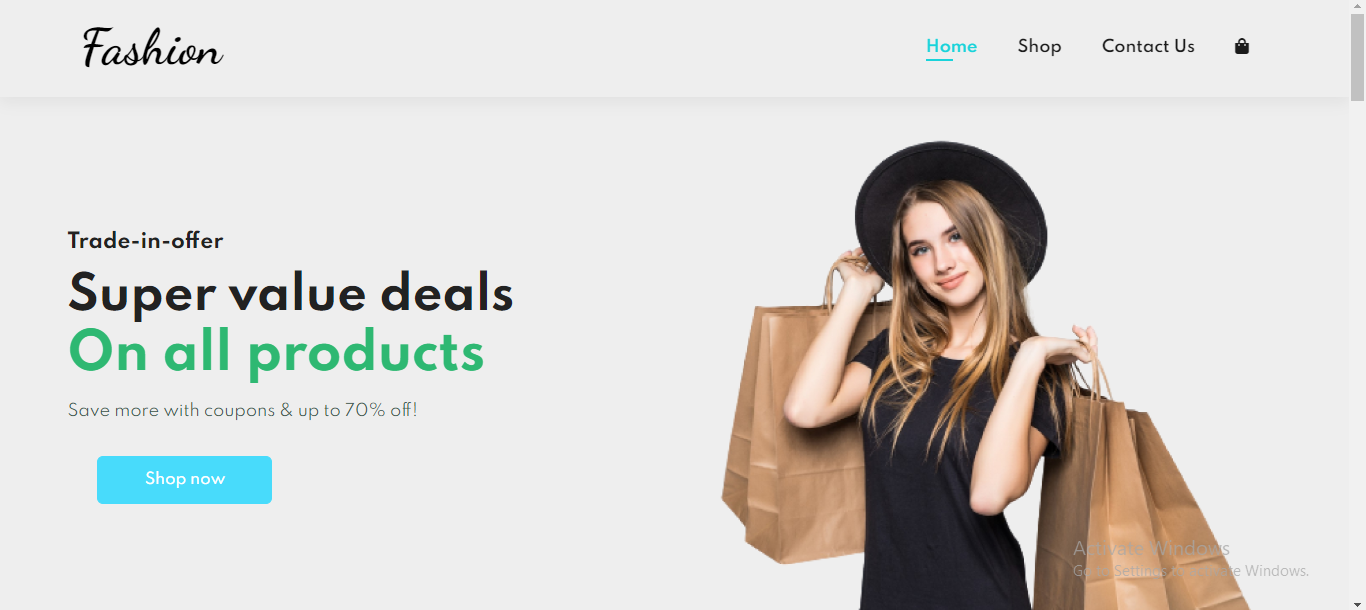 Fashion
Home
Shop
Contact Us
Trade-in-offer
Super value deals
On all products
Save more with coupons & up to 70% off!
Shop now
Activate Windows
Go to Settings to activate Windows.